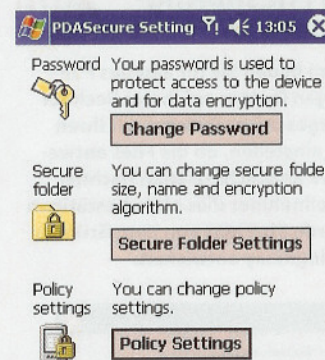 PDASecure Setting 13:05
Password Your password is used to
protect access to the device
and for data encryption.
Change Password
Secure You can change secure folde
folder size, name and encryption
algorithm.
Secure Folder Settings
Policy You can change policy
settings settings.
Policy Settings